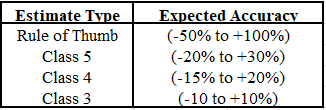 Estimate Type Expected Accuracy
Rule of Thumb (-50% to +100%)
Class 5 (-20% to +30%)
Class 4 (-15% to +20%)
Class 3 (-10 to +10%)